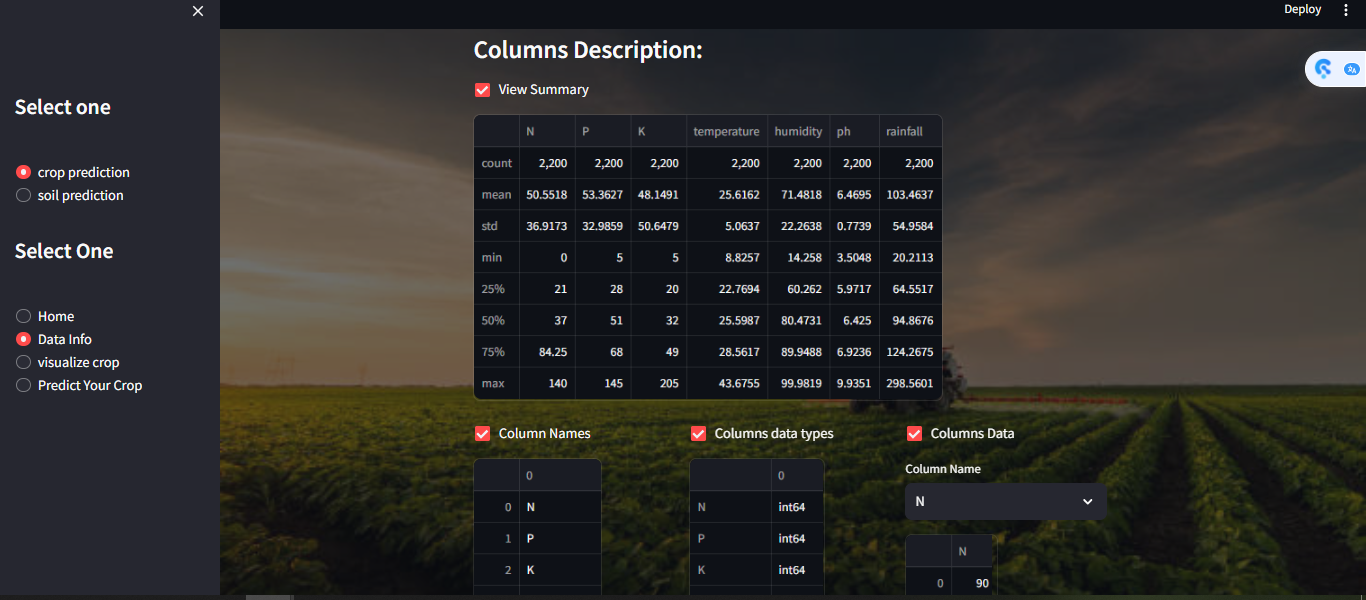 Deploy
Select one
crop prediction
soil prediction
Select One
Home
Data Info
visualize crop
Predict Your Crop
Columns Description:
View Summary
N P K temperature humidity ph rainfall
count 2,200 2,200 2,200 2,200 2,200 2,200 2,200
mean 50.5518 53.3627 48.1491 25.6162 71.4818 6.4695 103.4637
std 36.9173 32.9859 50.6479 5.0637 22.2638 0.7739 54.9584
min 0 5 5 8.8257 14.258 3.5048 20.2113
25% 21 28 20 22.7694 60.262 5.9717 64.5517
50% 37 51 32 25.5987 80.4731 6.425 94.8676
75% 84.25 68 49 28.5617 89.9488 6.9236 124.2675
max 140 145 205 43.6755 99.9819 9.9351 298.5601
Column Names
0
0 N
1 P
2 K
Columns data types
0
N int64
P int64
K int64
Columns Data
Column Name
N
N
0 90